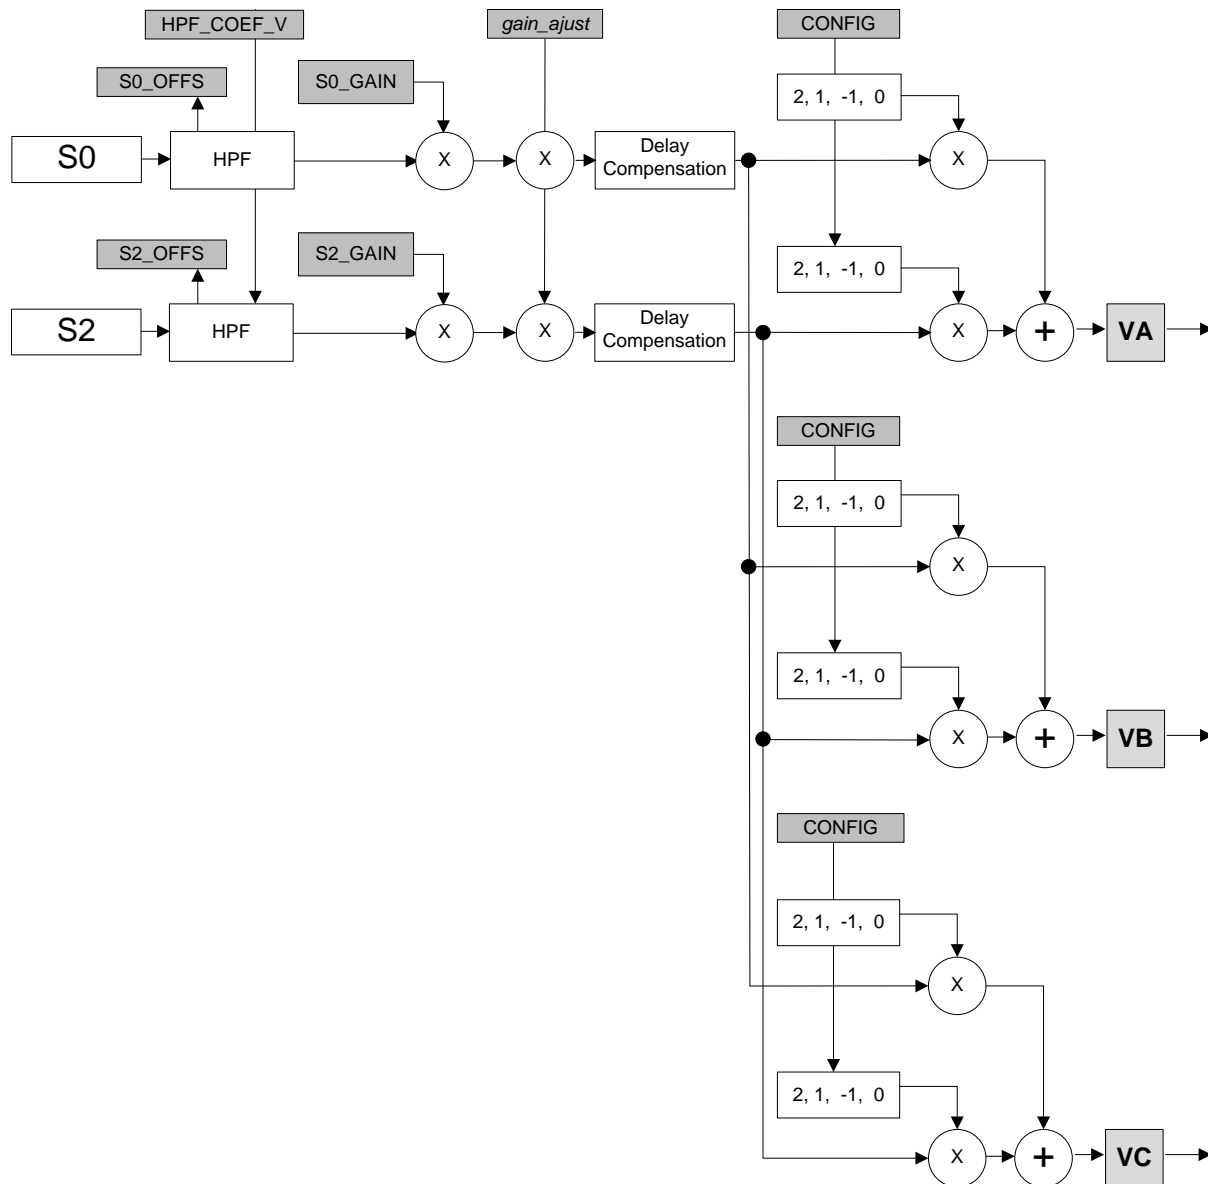 HPF_COEF_V
gain_ajust
CONFIG
S0_OFFS
S0_GAIN
2, 1, -1, 0
S0
HPF
X
X
Delay
Compensation
X
S2_OFFS
S2_GAIN
2, 1, -1, 0
S2
HPF
X
X
Delay
Compensation
X
+
VA
CONFIG
2, 1, -1, 0
X
2, 1, -1, 0
X
+
VB
CONFIG
2, 1, -1, 0
X
2, 1, -1, 0
X
+
VC